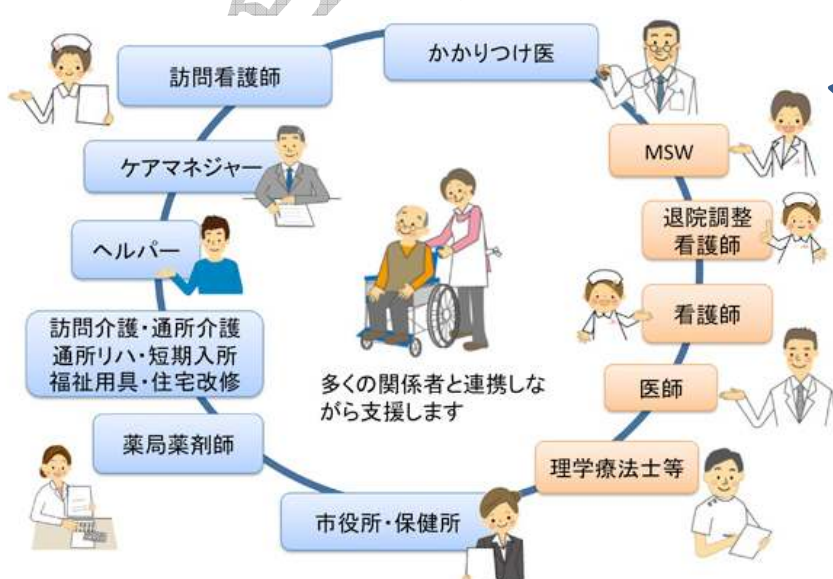 かかりつけ医
訪問看護師
MSW
ケアマネジャー
退院調整
看護師
ヘルパー
看護師
訪問介護・通所介護
通所リハ・短期入所
福祉用具・住宅改修
多くの関係者と連携しな
がら支援します
医師
薬局薬剤師
理学療法士等
市役所・保健所